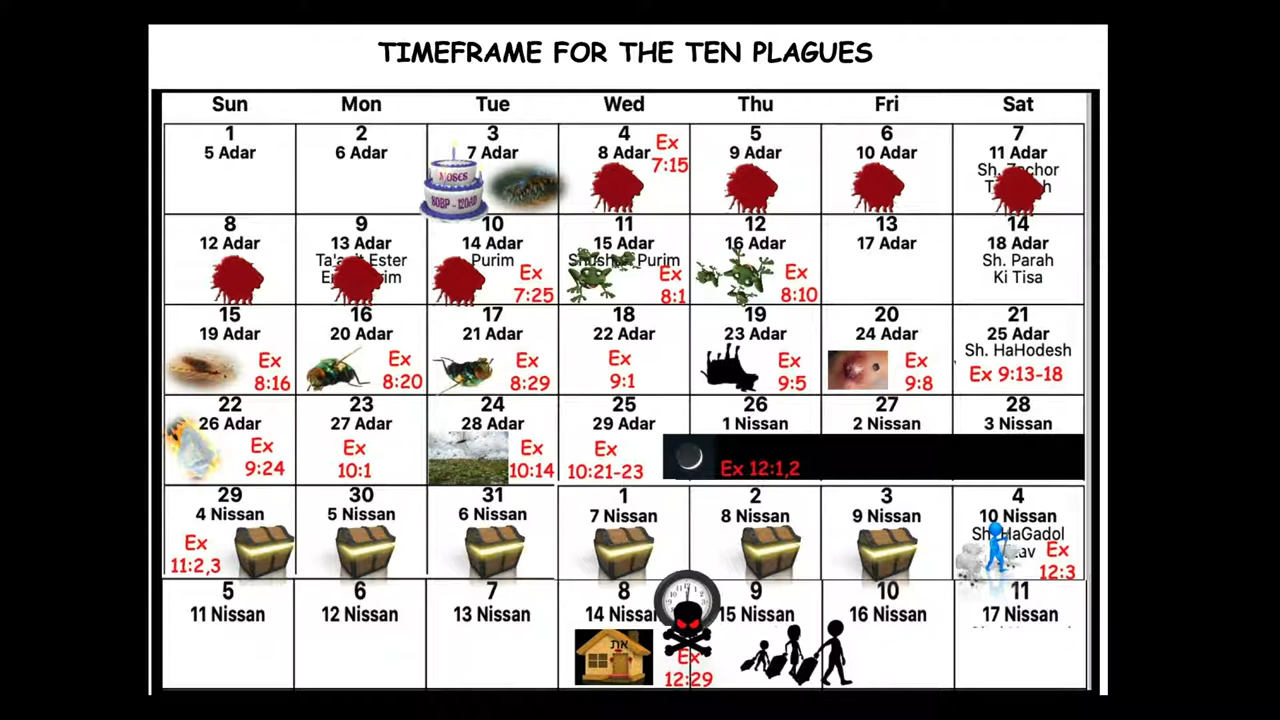 TIMEFRAME FOR THE TEN PLAGUES
Sun Mon Tue Wed Thu Fri Sat
1 2 3 4 5 6 7
5 Adar 6 Adar 7 Adar 8 Adar 9 Adar 10 Adar 11 Adar
Ex
7:15
Sh.
MOSES
80BP - 120AD
8 9 10 11 12 13 14
12 Adar 13 Adar 14 Adar 15 Adar 16 Adar 17 Adar 18 Adar
Ester Purim Purim Sh. Parah
Ki Tisa
Ex Ex Ex
7:25 8:1 8:10
15 16 17 18 19 20 21
19 Adar 20 Adar 21 Adar 22 Adar 23 Adar 24 Adar 25 Adar
Sh. HaHodesh
Ex Ex Ex Ex Ex Ex Ex 9:13-18
8:16 8:20 8:29 9:1 9:5 9:8
22 23 24 25 26 27 28
26 Adar 27 Adar 28 Adar 29 Adar 1 Nissan 2 Nissan 3 Nissan
Ex Ex Ex Ex Ex 12:1,2
9:24 10:1 10:14 10:21-23
29 30 31 1 2 3 4
4 Nissan 5 Nissan 6 Nissan 7 Nissan 8 Nissan 9 Nissan 10 Nissan
Sh. HaGadol
Ex Ex
11:2,3 12:3
5 6 7 8 9 10 11
11 Nissan 12 Nissan 13 Nissan 14 Nissan 15 Nissan 16 Nissan 17 Nissan
את
Ex
12:29